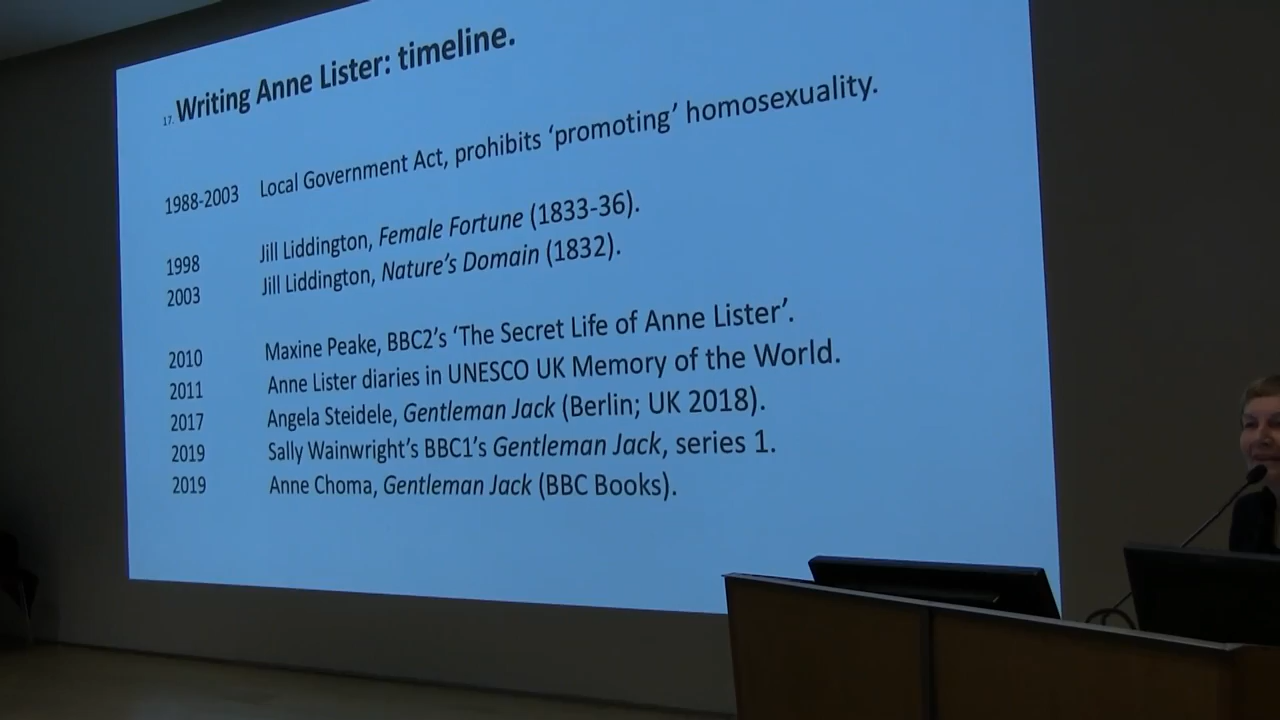 17. Writing Anne Lister: timeline.
1988-2003 Local Government Act, prohibits ‘promoting’ homosexuality.
1998 Jill Liddington, Female Fortune (1833-36).
2003 Jill Liddington, Nature’s Domain (1832).
2010 Maxine Peake, BBC2’s ‘The Secret Life of Anne Lister’.
2011 Anne Lister diaries in UNESCO UK Memory of the World.
2017 Angela Steidele, Gentleman Jack (Berlin; UK 2018).
2019 Sally Wainwright’s BBC1’s Gentleman Jack, series 1.
2019 Anne Choma, Gentleman Jack (BBC Books).